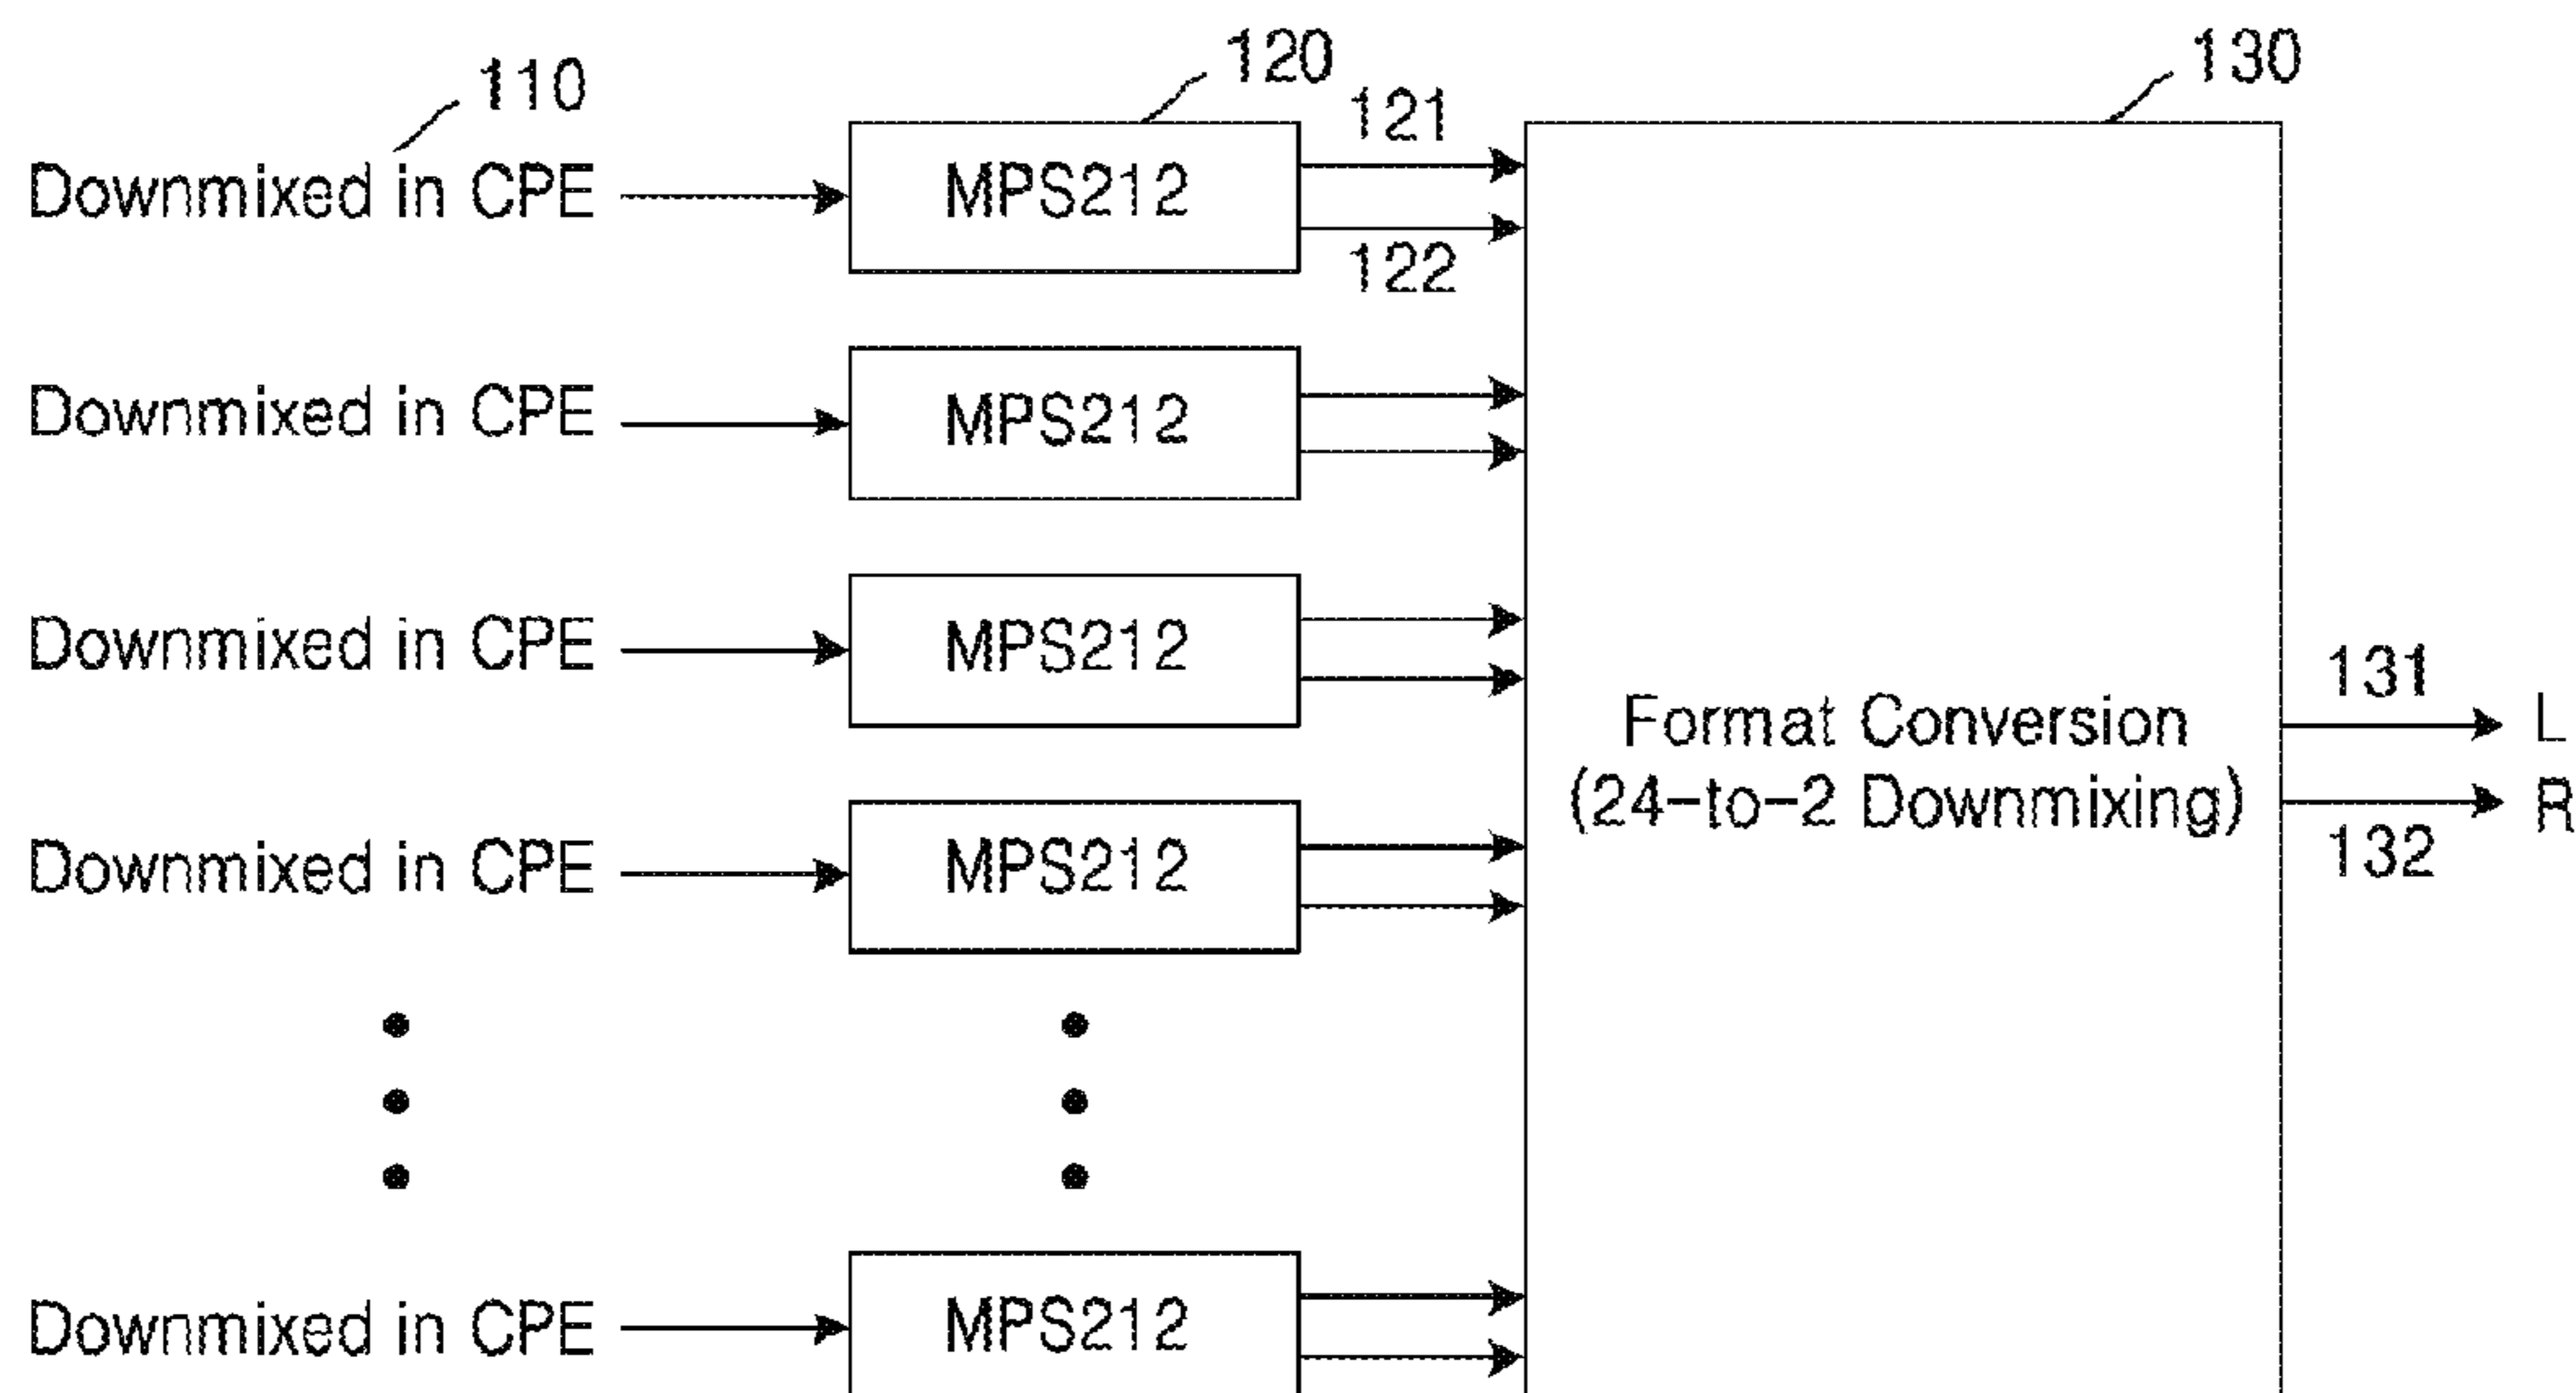 110
120
130
121
Downmixed in CPE
MPS212
122
Downmixed in CPE
MPS212
Downmixed in CPE
MPS212
131
L
Format Conversion
(24-to-2 Downmixing)
R
132
Downmixed in CPE
MPS212
Downmixed in CPE
MPS212